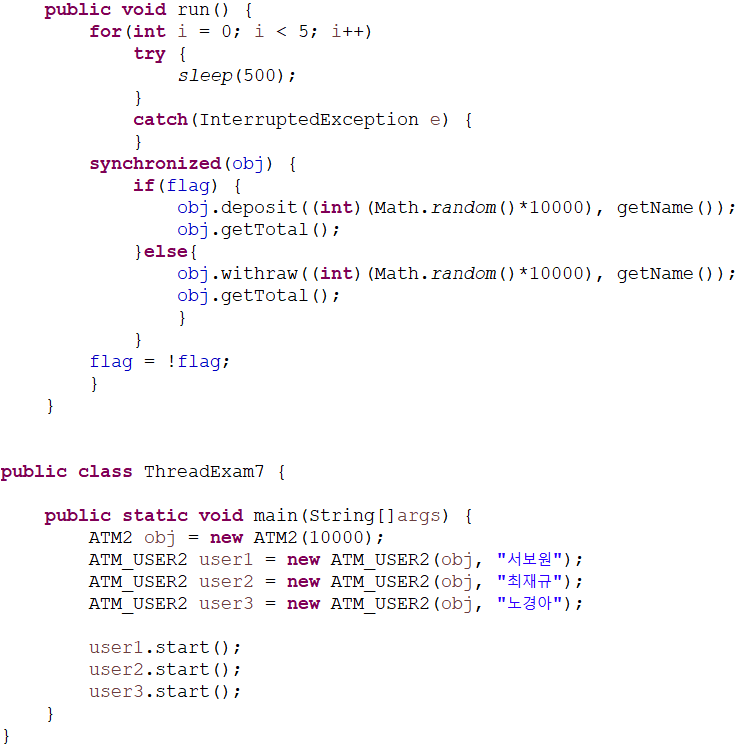 public void run() {
for(int i = 0; i < 5; i++)
try {
sleep(500);
}
catch(InterruptedException e) {
}
synchronized(obj) {
if(flag) {
obj.deposit((int)(Math.random()*10000), getName());
obj.getTotal();
}else{
obj.withraw((int)(Math.random()*10000), getName());
obj.getTotal();
}
}
flag = !flag;
}
}
public class ThreadExam7 {
public static void main(String[]args) {
ATM2 obj = new ATM2(10000);
ATM_USER2 user1 = new ATM_USER2(obj, "서보원");
ATM_USER2 user2 = new ATM_USER2(obj, "최재규");
ATM_USER2 user3 = new ATM_USER2(obj, "노경아");
user1.start();
user2.start();
user3.start();
}
}